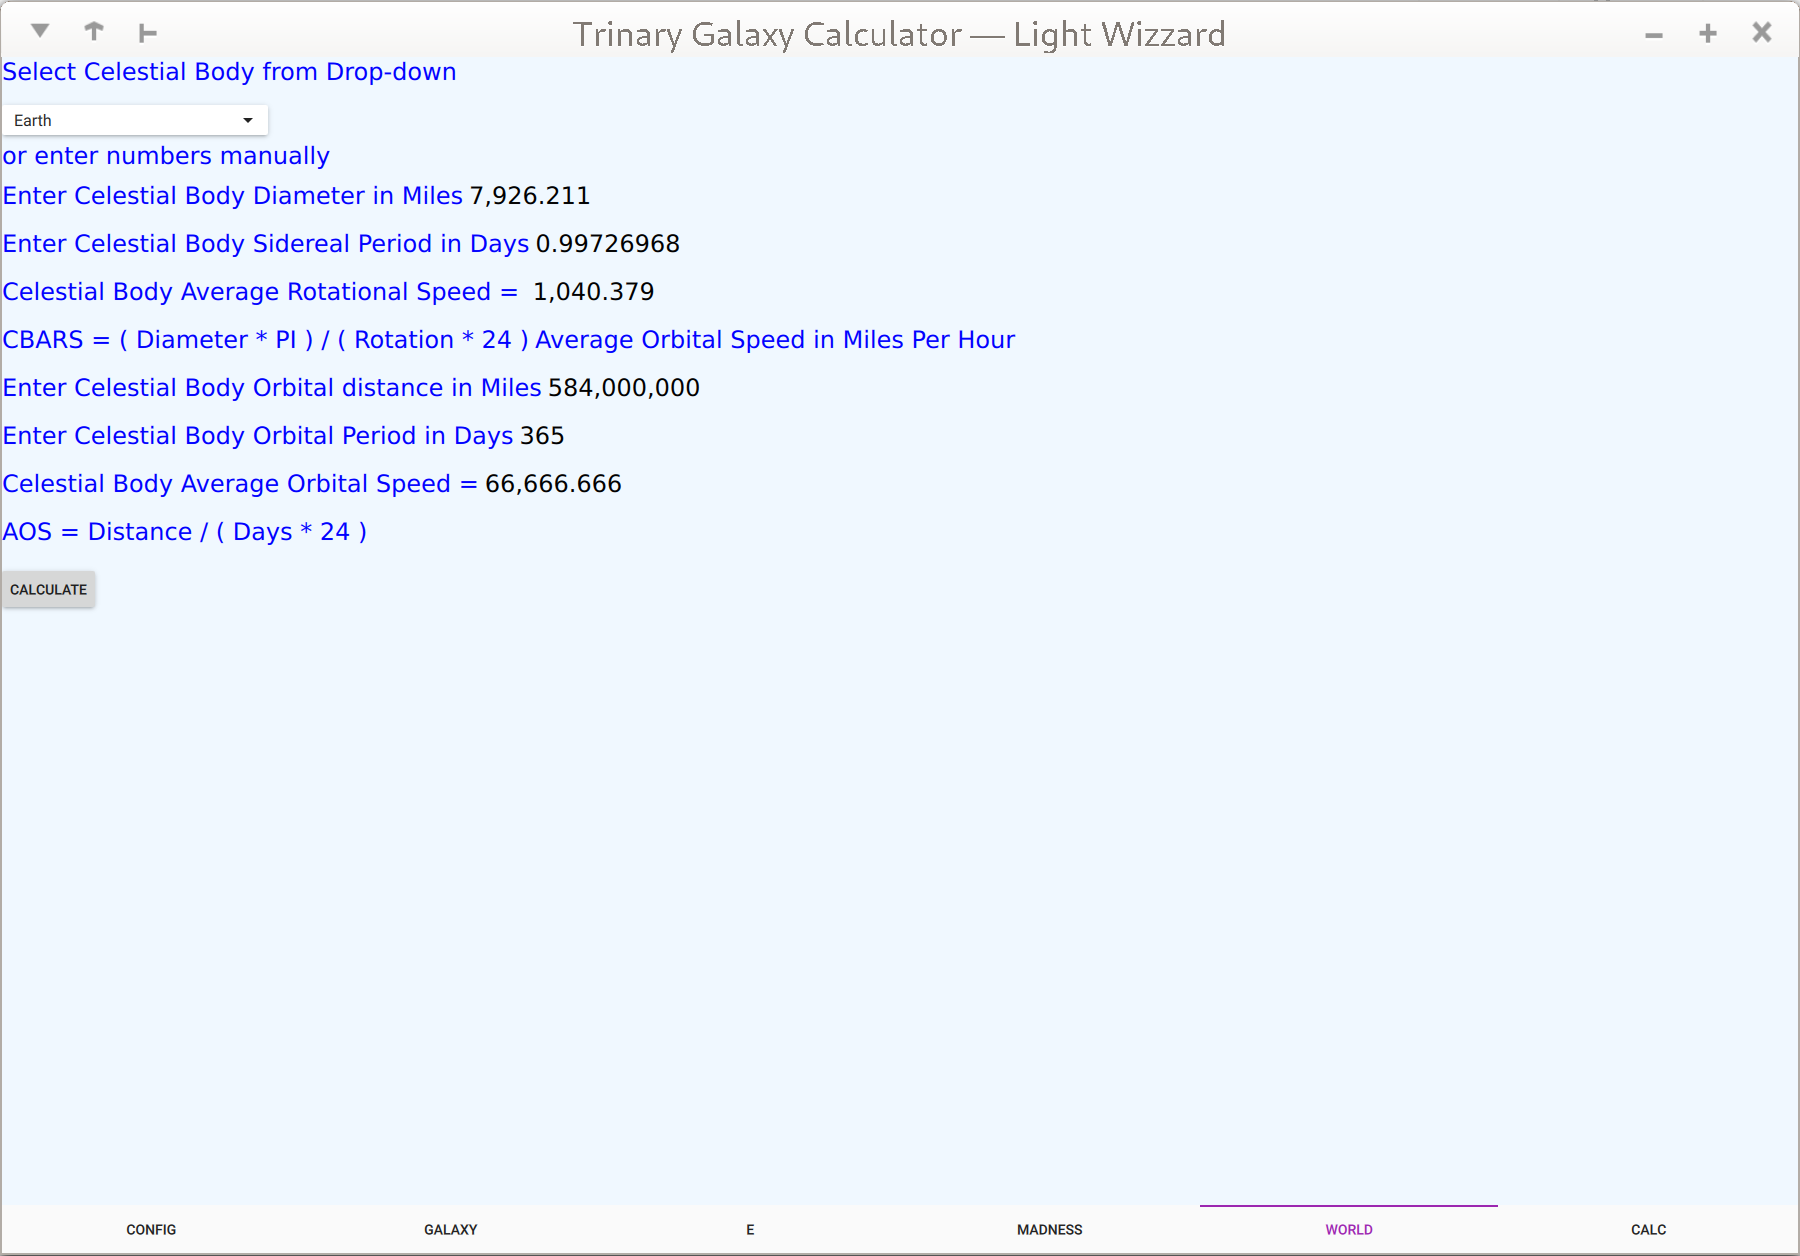 Trinary Galaxy Calculator — Light Wizzard
Select Celestial Body from Drop-down
Earth
or enter numbers manually
Enter Celestial Body Diameter in Miles 7,926.211
Enter Celestial Body Sidereal Period in Days 0.99726968
Celestial Body Average Rotational Speed = 1,040.379
CBARS = ( Diameter * PI ) / ( Rotation * 24 ) Average Orbital Speed in Miles Per Hour
Enter Celestial Body Orbital distance in Miles 584,000,000
Enter Celestial Body Orbital Period in Days 365
Celestial Body Average Orbital Speed = 66,666.666
AOS = Distance / ( Days * 24 )
CALCULATE
CONFIG GALAXY E MADNESS WORLD CALC